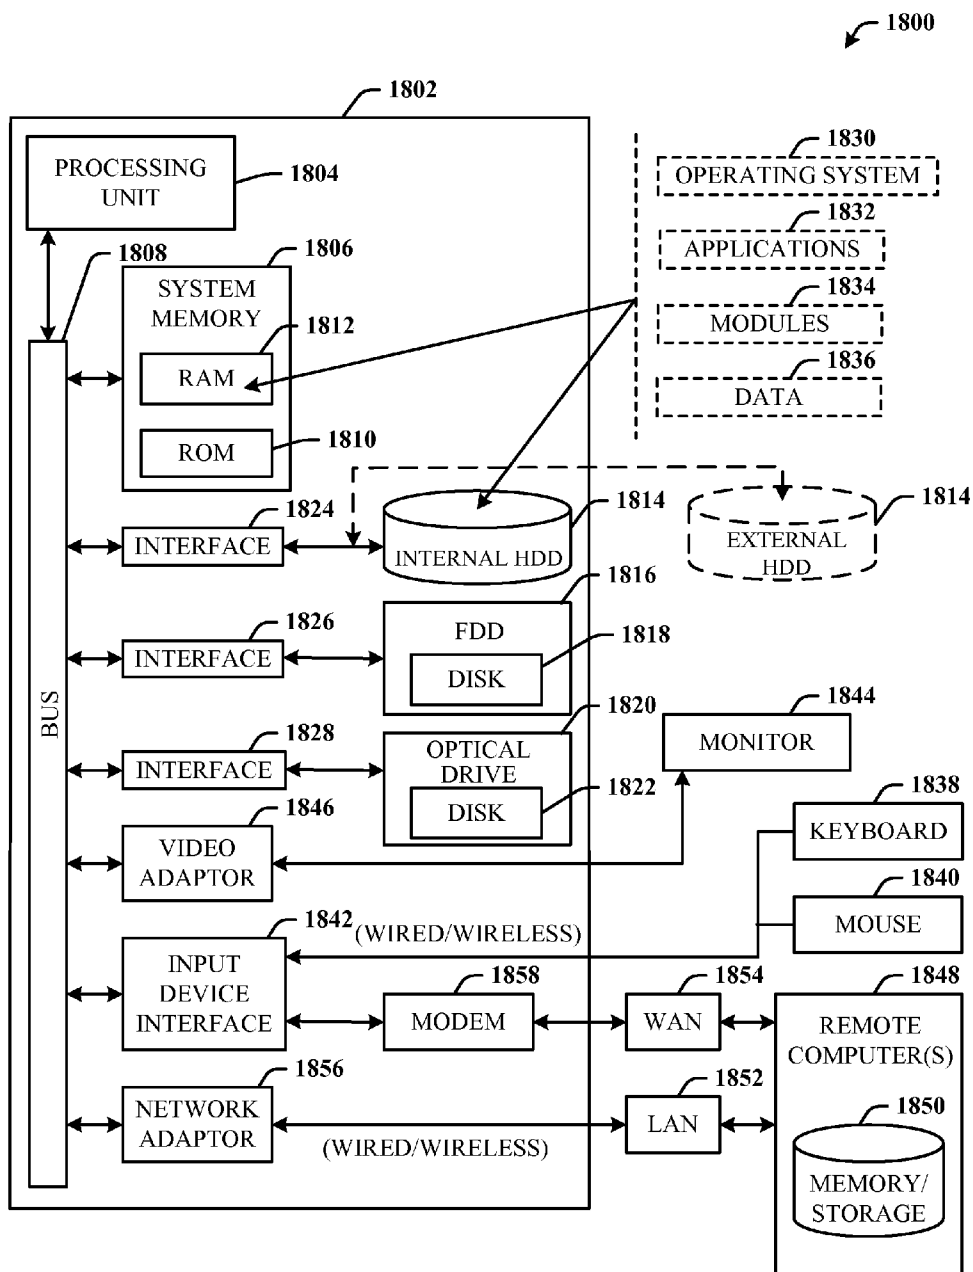 1800
1802
PROCESSING
UNIT
1804
1830
OPERATING SYSTEM
1832
APPLICATIONS
1834
MODULES
1836
DATA
1808
1806
SYSTEM
MEMORY
1812
RAM
1810
ROM
1824
INTERFACE
1814
INTERNAL HDD
1814
EXTERNAL
HDD
1816
FDD
1818
DISK
1826
INTERFACE
BUS
1820
OPTICAL
DRIVE
1822
DISK
1828
INTERFACE
1844
MONITOR
1846
VIDEO
ADAPTOR
1838
KEYBOARD
1840
MOUSE
1842
(WIRED/WIRELESS)
INPUT
DEVICE
INTERFACE
1858
MODEM
1854
WAN
1848
REMOTE
COMPUTER(S)
1856
NETWORK
ADAPTOR
(WIRED/WIRELESS)
1852
LAN
1850
MEMORY/
STORAGE